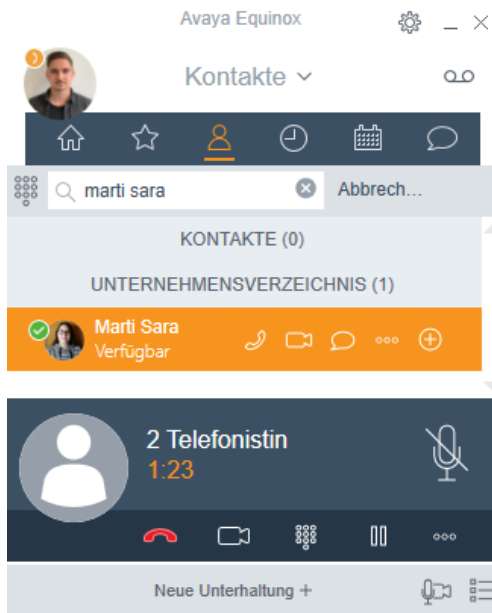 Avaya Equinox
Kontakte
marti sara
Abbrech...
KONTAKTE (0)
UNTERNEHMENSVERZEICHNIS (1)
Marti Sara
Verfügbar
2 Telefonistin
1:23
Neue Unterhaltung +